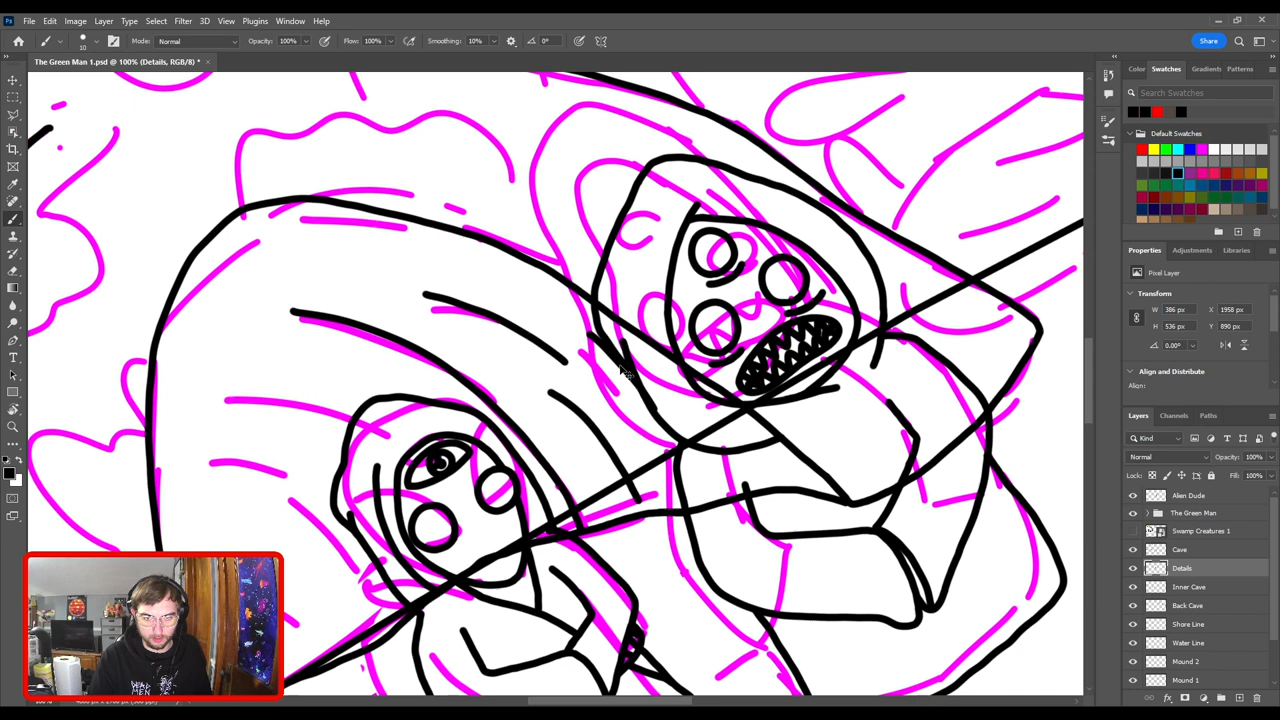 File Edit Image Layer Type Select Filter 3D View Plugins Window Help
10 Mode: Normal Opacity: 100% Flow: 100% Smoothing: 10% 0° Share
The Green Man 1.psd @ 100% (Details, RGB/8) *
Color Swatches Gradients Patterns
Search Swatches
Default Swatches
Properties Adjustments Libraries
Pixel Layer
Transform
W 386 px X 1958 px
H 536 px Y 890 px
0.00°
Align and Distribute
Align:
Layers Channels Paths
Kind
Normal Opacity: 100%
Lock: Fill: 100%
Alien Dude
The Green Man
Swamp Creatures 1
Cave
Details
Inner Cave
Back Cave
Shore Line
Water Line
Mound 2
Mound 1